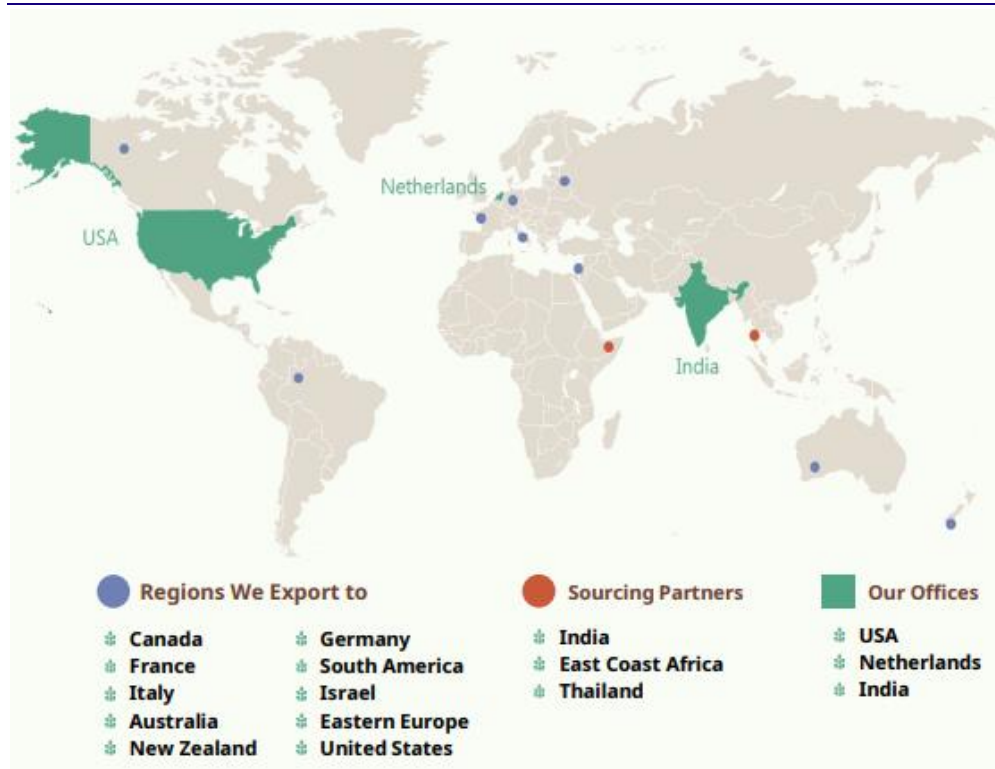 Netherlands
USA
India
Regions We Export to
Canada
France
Italy
Australia
New Zealand
Germany
South America
Israel
Eastern Europe
United States
Sourcing Partners
India
East Coast Africa
Thailand
Our Offices
USA
Netherlands
India